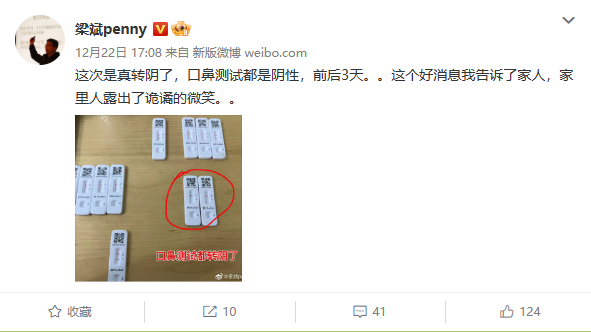 梁斌penny
12月22日 17:08 来自 新版微博 weibo.com
这次是真转阴了，口鼻测试都是阴性，前后3天。。这个好消息我告诉了家人，家
里人露出了诡谲的微笑。。
口鼻测试都转阴了
收藏
10
41
124